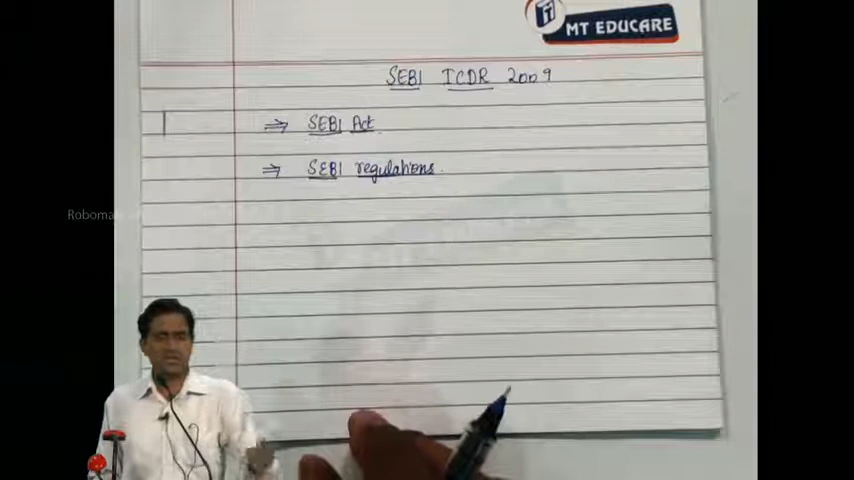 MT EDUCARE
SEBI ICDR 2009
⇒ SEBI Act
⇒ SEBI regulations.